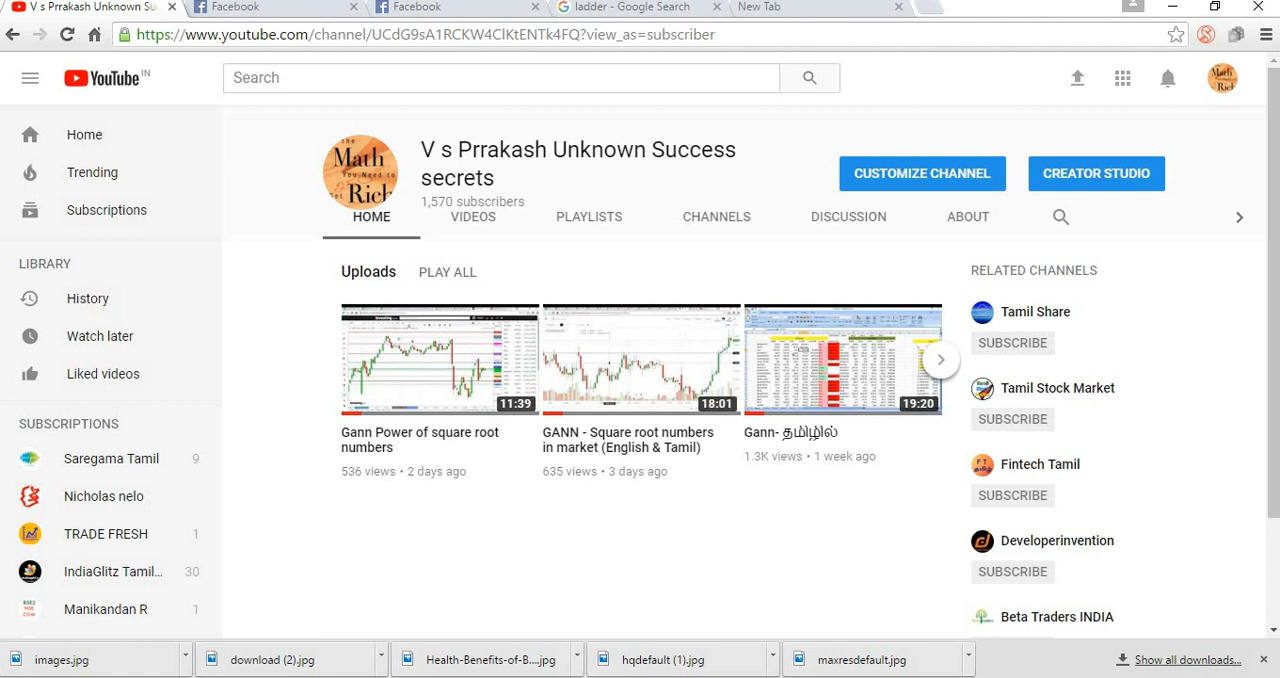 V s Prrakash Unknown Suc
Facebook
Facebook
ladder - Google Search
New Tab
https://www.youtube.com/channel/UCdG9sA1RCKW4ClKtENTk4FQ?view_as=subscriber
YouTube IN
Search
the
Math
You Need to
Get Rich
Home
Trending
Subscriptions
LIBRARY
History
Watch later
Liked videos
SUBSCRIPTIONS
Saregama Tamil 9
Nicholas nelo
TRADE FRESH 1
IndiaGlitz Tamil... 30
Manikandan R 1
V s Prrakash Unknown Success
secrets
1,570 subscribers
CUSTOMIZE CHANNEL
CREATOR STUDIO
HOME VIDEOS PLAYLISTS CHANNELS DISCUSSION ABOUT
Uploads PLAY ALL
11:39
Gann Power of square root
numbers
536 views • 2 days ago
18:01
GANN - Square root numbers
in market (English & Tamil)
635 views • 3 days ago
19:20
Gann- தமிழில்
1.3K views • 1 week ago
RELATED CHANNELS
Tamil Share
SUBSCRIBE
Tamil Stock Market
SUBSCRIBE
Fintech Tamil
SUBSCRIBE
Developerinvention
SUBSCRIBE
Beta Traders INDIA
images.jpg
download (2).jpg
Health-Benefits-of-B....jpg
hqdefault (1).jpg
maxresdefault.jpg
Show all downloads...